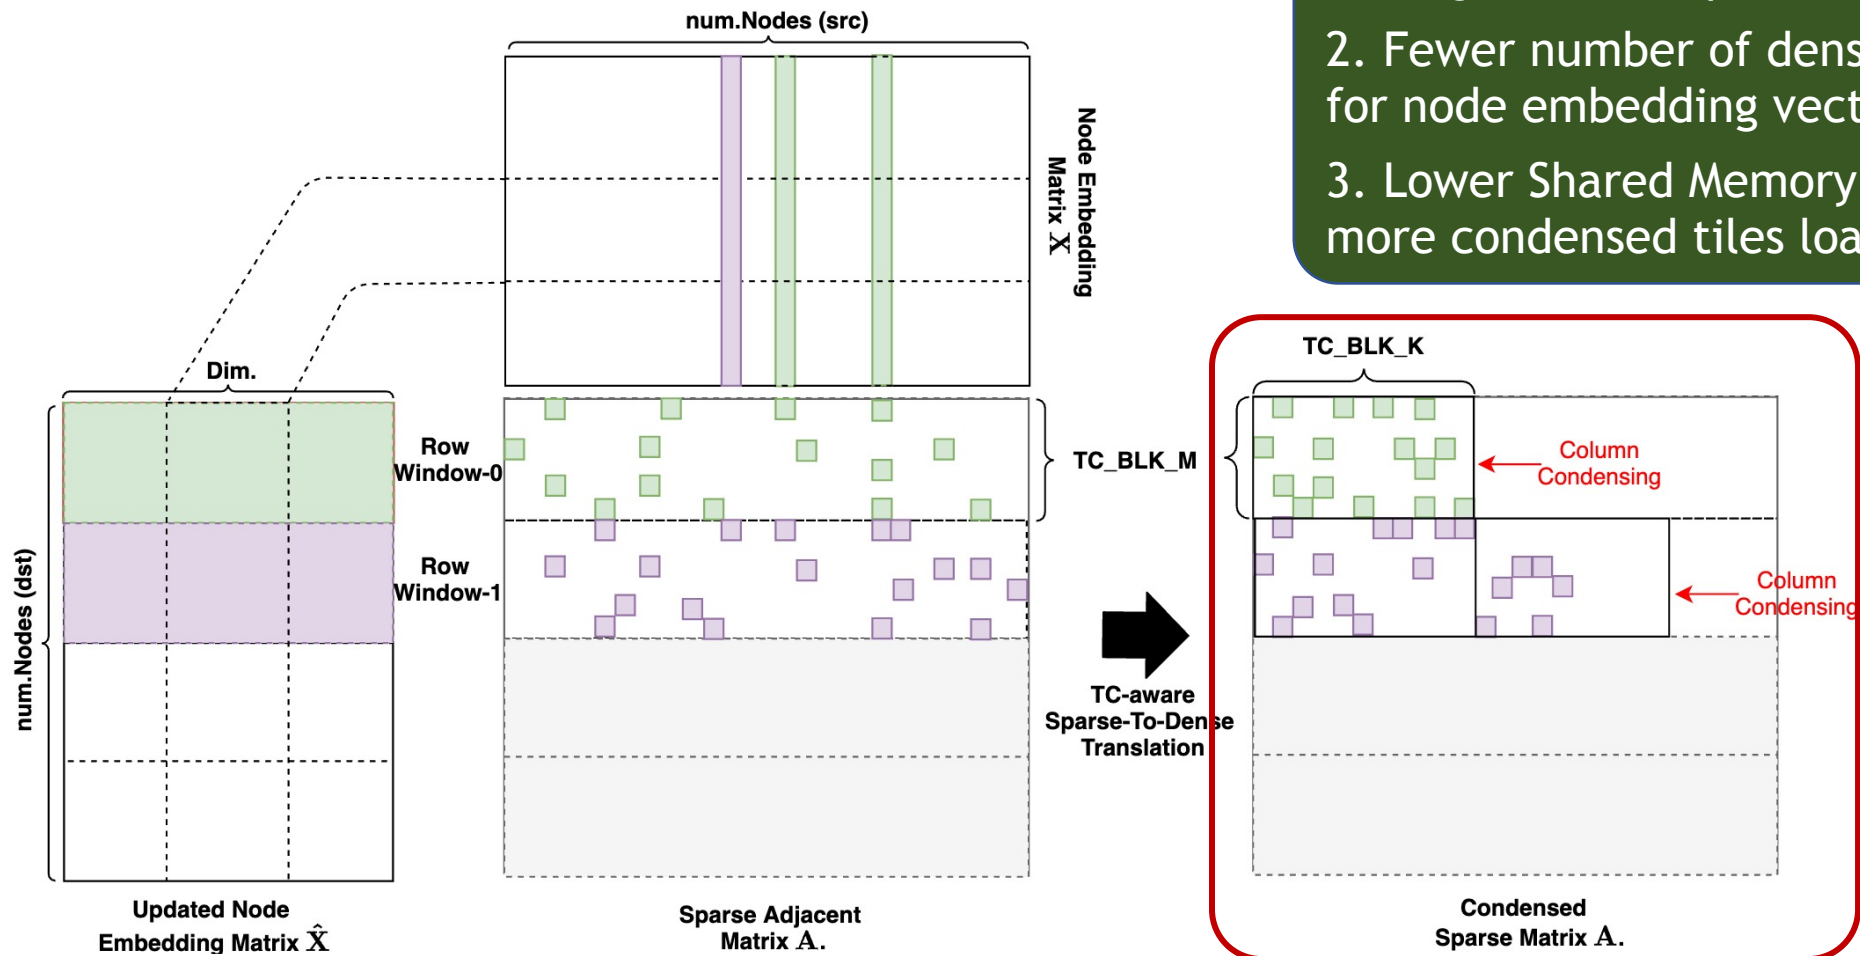 num.Nodes (src)
Node Embedding
Matrix X
2. Fewer number of dens
for node embedding vect
3. Lower Shared Memory
more condensed tiles loa
Dim.
num.Nodes (dst)
Row
Window-0
Row
Window-1
TC_BLK_M
TC_BLK_K
Column
Condensing
Column
Condensing
TC-aware
Sparse-To-Dense
Translation
Updated Node
Embedding Matrix X̂
Sparse Adjacent
Matrix A.
Condensed
Sparse Matrix A.